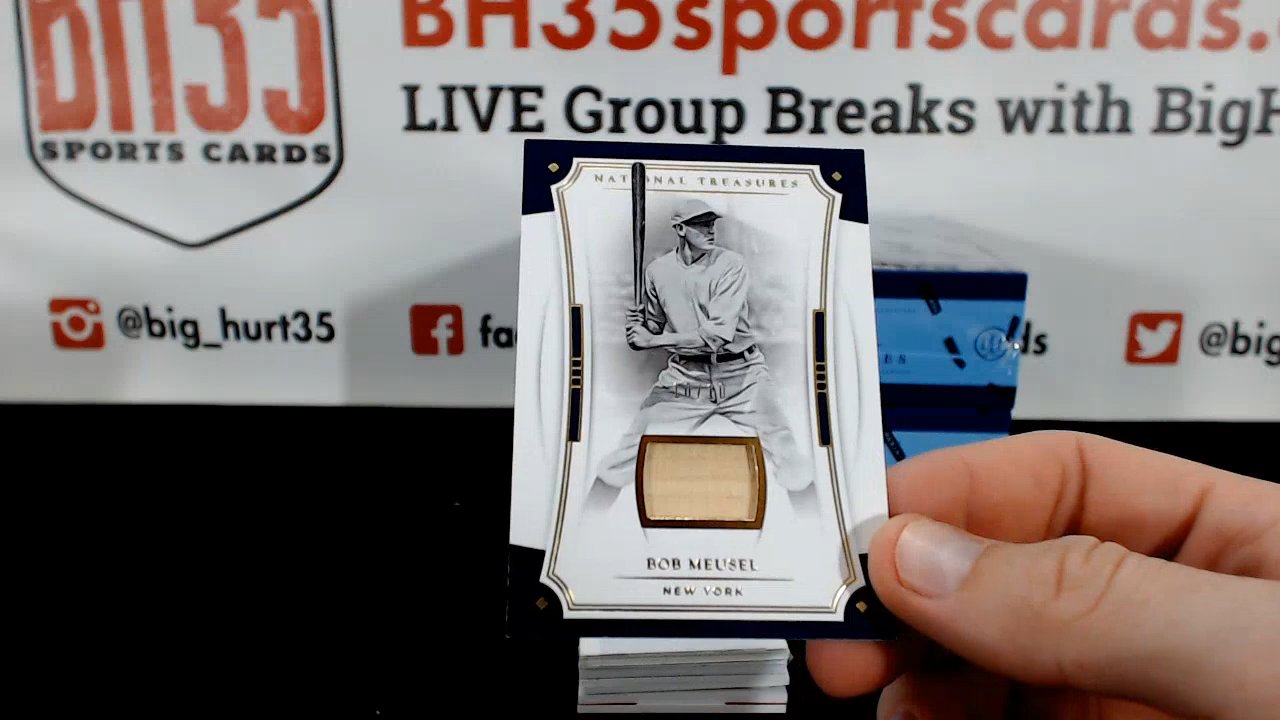 BH35
SPORTS CARDS
BH35sportscards.
LIVE Group Breaks with BigH
@big_hurt35
fa
ds
@big
NATIONAL TREASURES
BOB MEUSEL
NEW YORK